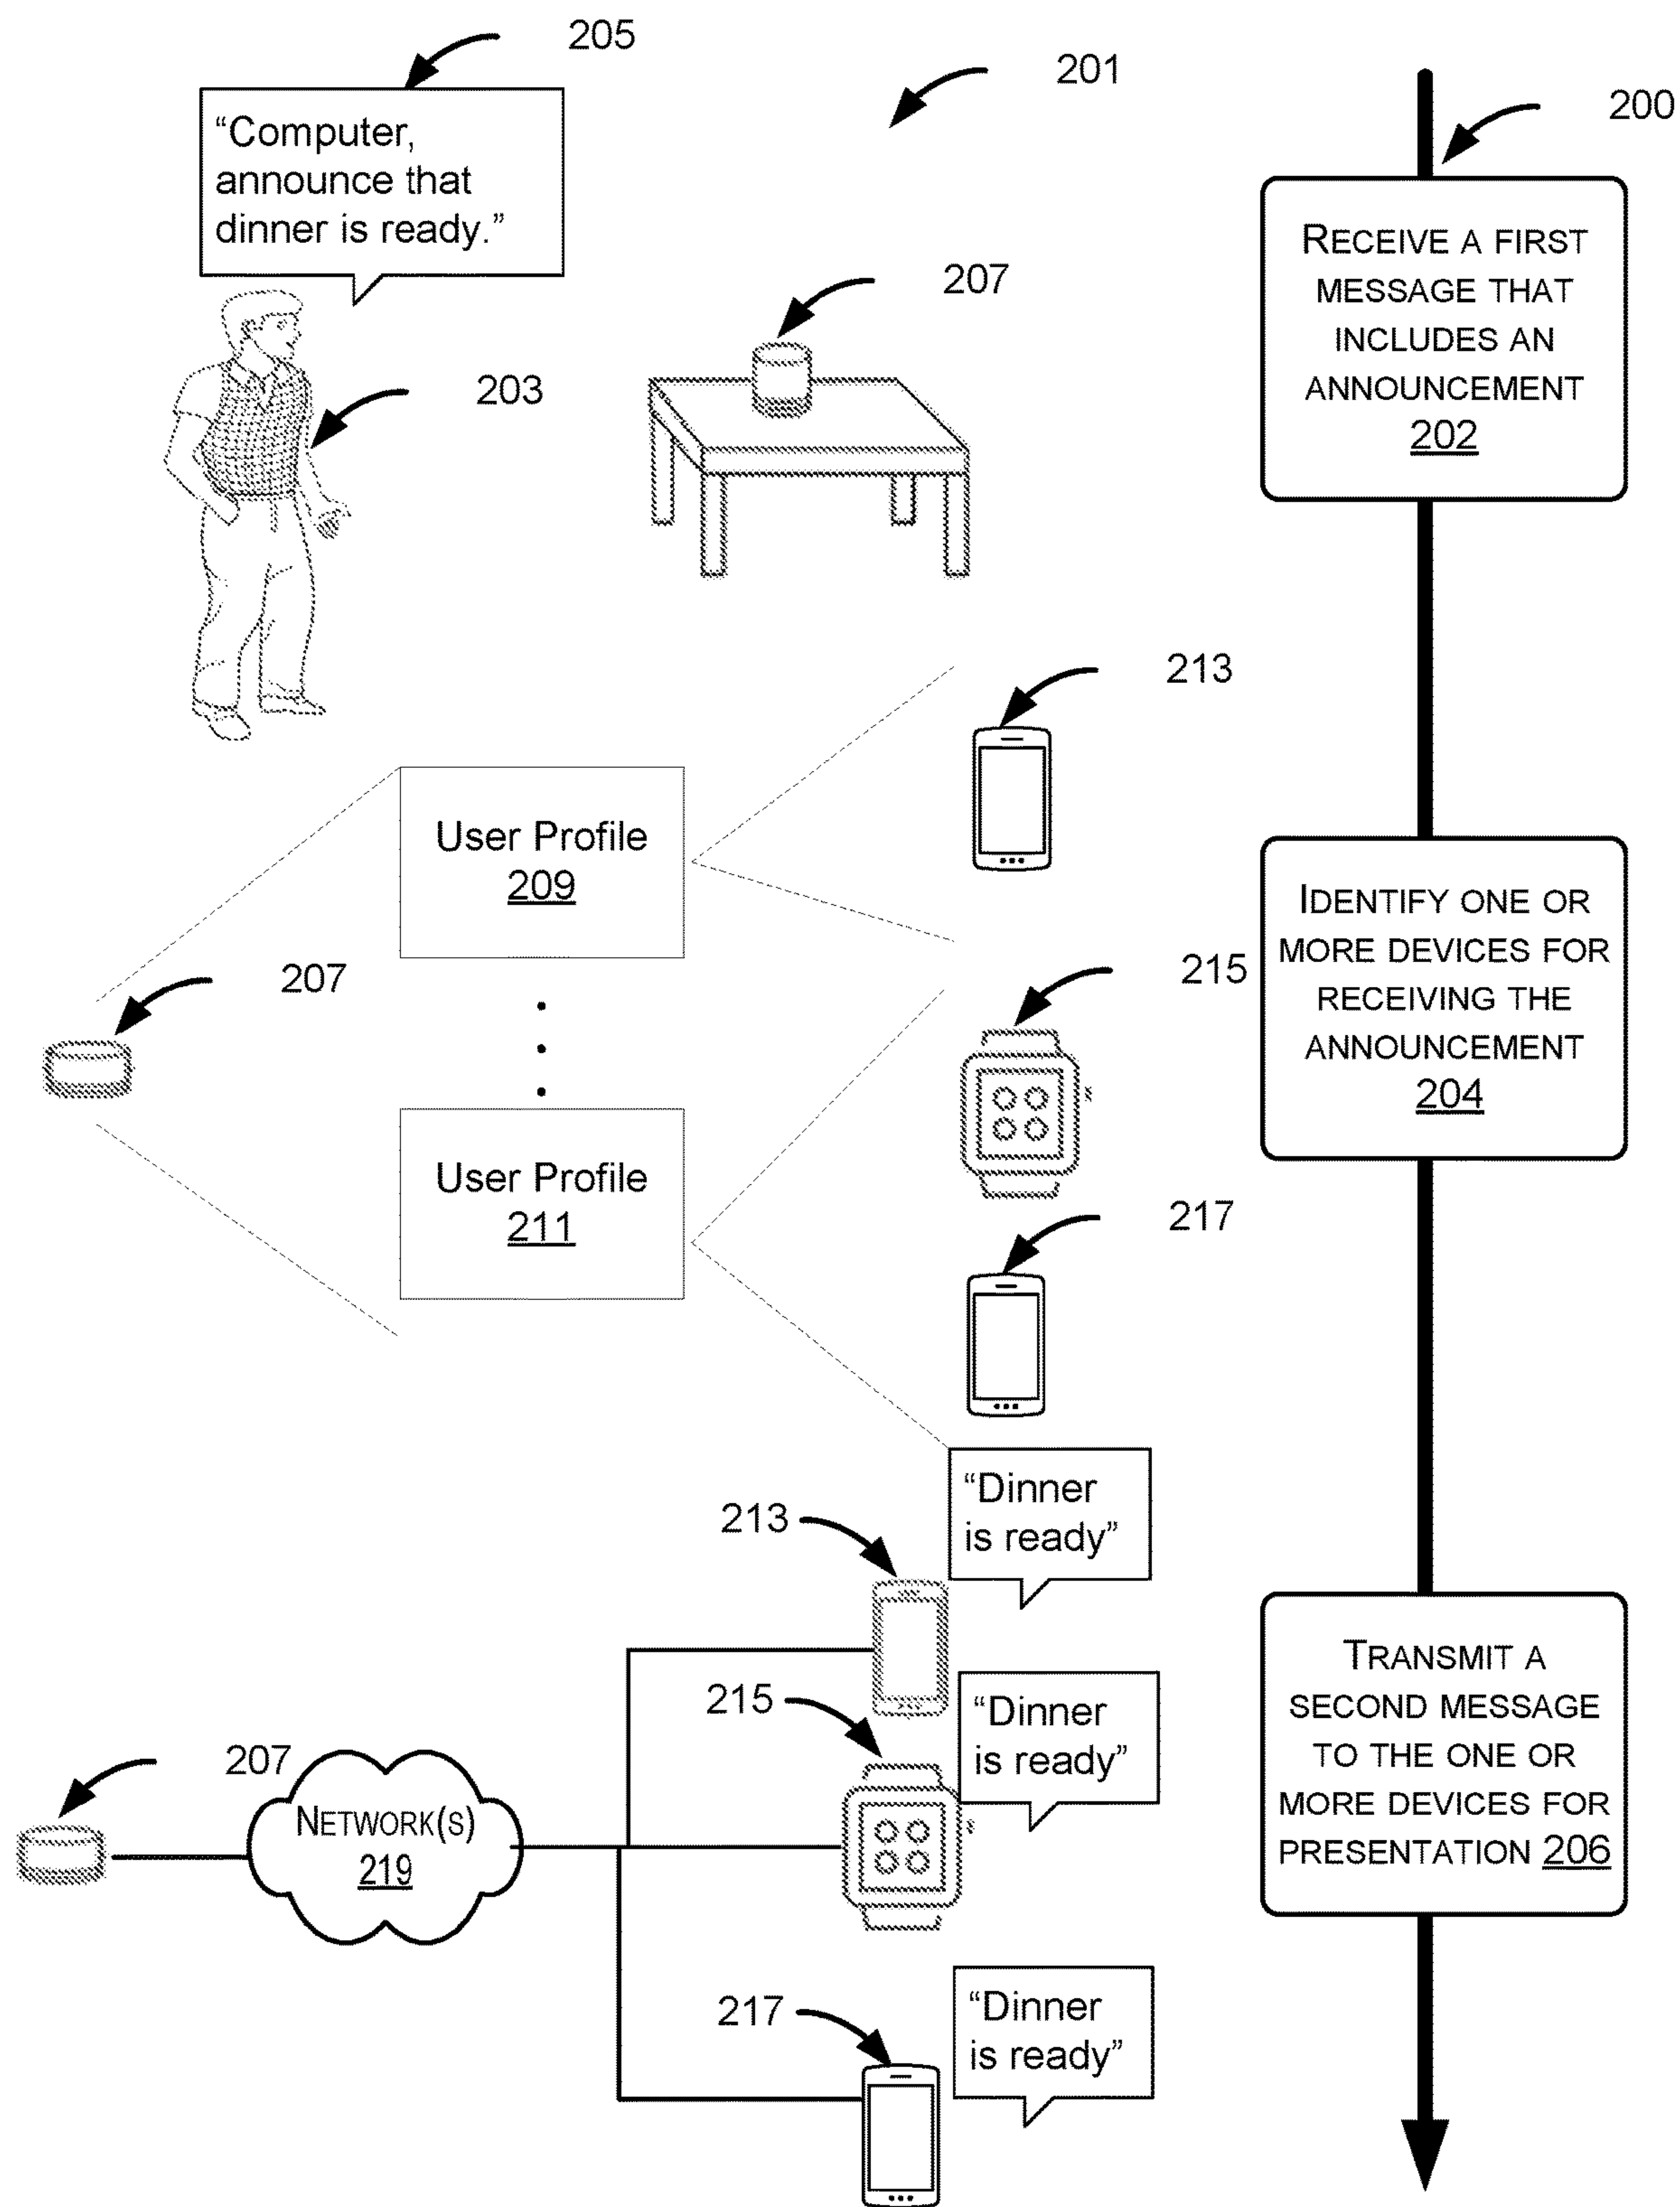 205
201
200
“Computer,
announce that
dinner is ready.”
207
203
RECEIVE A FIRST
MESSAGE THAT
INCLUDES AN
ANNOUNCEMENT
202
213
User Profile
209
207
215
IDENTIFY ONE OR
MORE DEVICES FOR
RECEIVING THE
ANNOUNCEMENT
204
User Profile
211
217
“Dinner
is ready”
213
215
“Dinner
is ready”
207
NETWORK(S)
219
TRANSMIT A
SECOND MESSAGE
TO THE ONE OR
MORE DEVICES FOR
PRESENTATION 206
217
“Dinner
is ready”